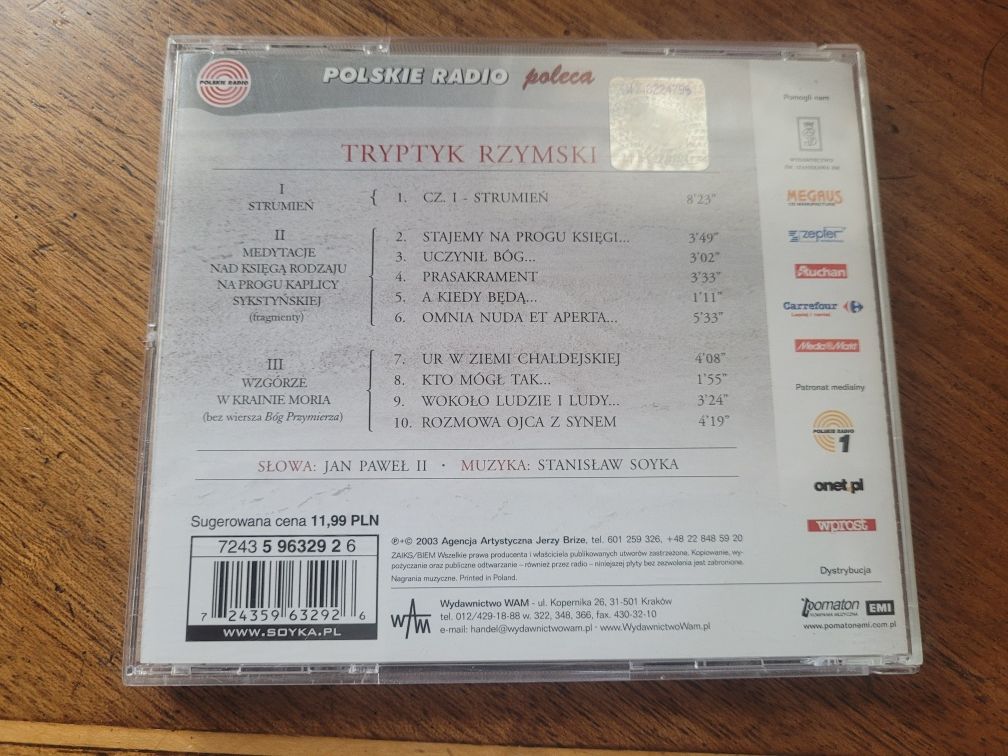 POLSKIE RADIO
POLSKIE RADIO poleca
TRYPTYK RZYMSKI
I
STRUMIEŃ
1. CZ. I - STRUMIEŃ 8'23"
II
MEDYTACJE
NAD KSIĘGĄ RODZAJU
NA PROGU KAPLICY
SYKSTYŃSKIEJ
(fragmenty)
2. STAJEMY NA PROGU KSIĘGI... 3'49"
3. UCZYNIŁ BÓG... 3'02"
4. PRASAKRAMENT 3'33"
5. A KIEDY BĘDĄ... 1'11"
6. OMNIA NUDA ET APERTA... 5'33"
III
WZGÓRZE
W KRAINIE MORIA
(bez wiersza Bóg Przymierza)
7. UR W ZIEMI CHALDEJSKIEJ 4'08"
8. KTO MÓGŁ TAK... 1'55"
9. WOKOŁO LUDZIE I LUDY... 3'24"
10. ROZMOWA OJCA Z SYNEM 4'19"
SŁOWA: JAN PAWEŁ II · MUZYKA: STANISŁAW SOYKA
Sugerowana cena 11,99 PLN
7243 5 96329 2 6
7 24359 63292 6
WWW.SOYKA.PL
℗+© 2003 Agencja Artystyczna Jerzy Brize, tel. 601 259 326, +48 22 848 59 20
ZAIKS/BIEM Wszelkie prawa producenta i właściciela publikowanych utworów zastrzeżone. Kopiowanie, wy-
pożyczanie oraz publiczne odtwarzanie – również przez radio – niniejszej płyty bez zezwolenia jest zabronione.
Nagrania muzyczne. Printed in Poland.
WAM
Wydawnictwo WAM - ul. Kopernika 26, 31-501 Kraków
tel. 012/429-18-88 w. 322, 348, 366, fax. 430-32-10
e-mail: handel@wydawnictwowam.pl · www.WydawnictwoWam.pl
Pomogli nam
WYDAWNICTWO
MEGAUS
CD MANUFACTURE
zepter
Auchan
Carrefour
Media Markt
Patronat medialny
POLSKIE RADIO
1
onet.pl
wprost
Dystrybucja
pomaton EMI
www.pomatonemi.com.pl